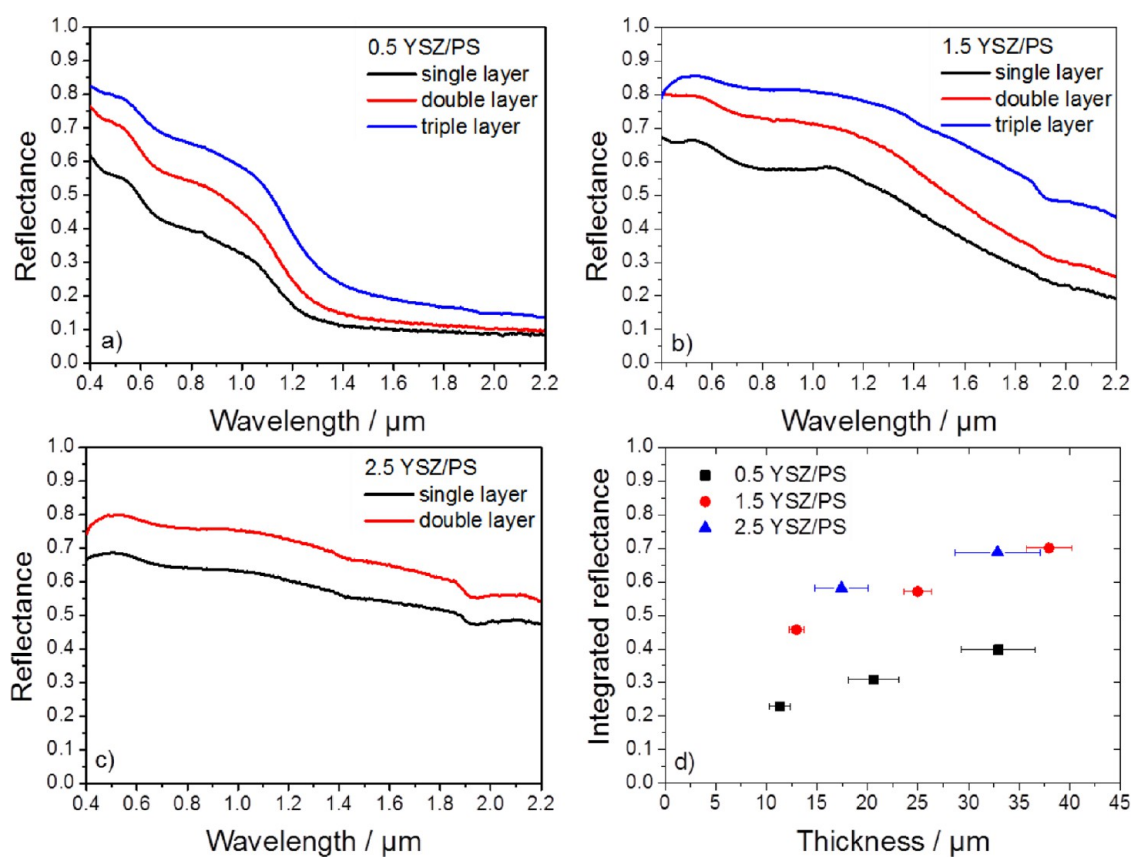 1.0
0.9
0.8
0.7
0.6
0.5
0.4
0.3
0.2
0.1
0.0
Reflectance
0.5 YSZ/PS
single layer
double layer
triple layer
a)
0.4 0.6 0.8 1.0 1.2 1.4 1.6 1.8 2.0 2.2
Wavelength / µm
1.0
0.9
0.8
0.7
0.6
0.5
0.4
0.3
0.2
0.1
0.0
Reflectance
1.5 YSZ/PS
single layer
double layer
triple layer
b)
0.4 0.6 0.8 1.0 1.2 1.4 1.6 1.8 2.0 2.2
Wavelength / µm
1.0
0.9
0.8
0.7
0.6
0.5
0.4
0.3
0.2
0.1
0.0
Reflectance
2.5 YSZ/PS
single layer
double layer
c)
0.4 0.6 0.8 1.0 1.2 1.4 1.6 1.8 2.0 2.2
Wavelength / µm
1.0
0.9
0.8
0.7
0.6
0.5
0.4
0.3
0.2
0.1
0.0
Integrated reflectance
0.5 YSZ/PS
1.5 YSZ/PS
2.5 YSZ/PS
d)
0 5 10 15 20 25 30 35 40 45
Thickness / µm